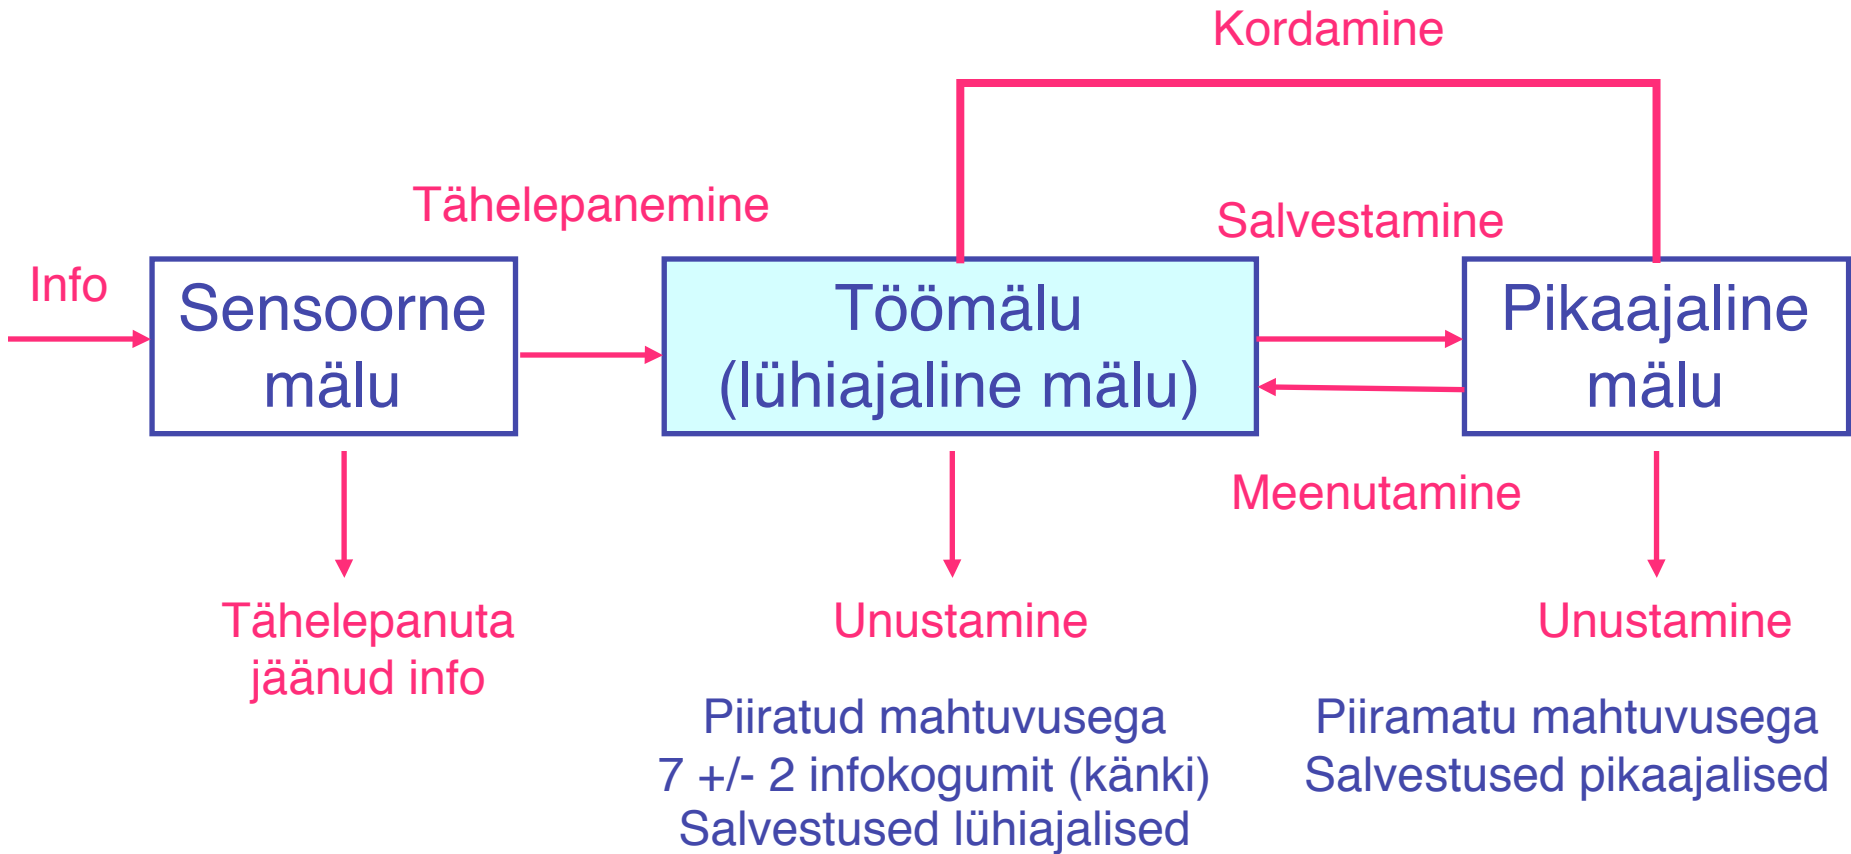 Kordamine
Tähelepanemine
Salvestamine
Info
Sensoorne
mälu
Töömälu
(lühiajaline mälu)
Pikaajaline
mälu
Meenutamine
Tähelepanuta
jäänud info
Unustamine
Unustamine
Piiratud mahtuvusega
7 +/- 2 infokogumit (känki)
Salvestused lühiajalised
Piiramatu mahtuvusega
Salvestused pikaajalised